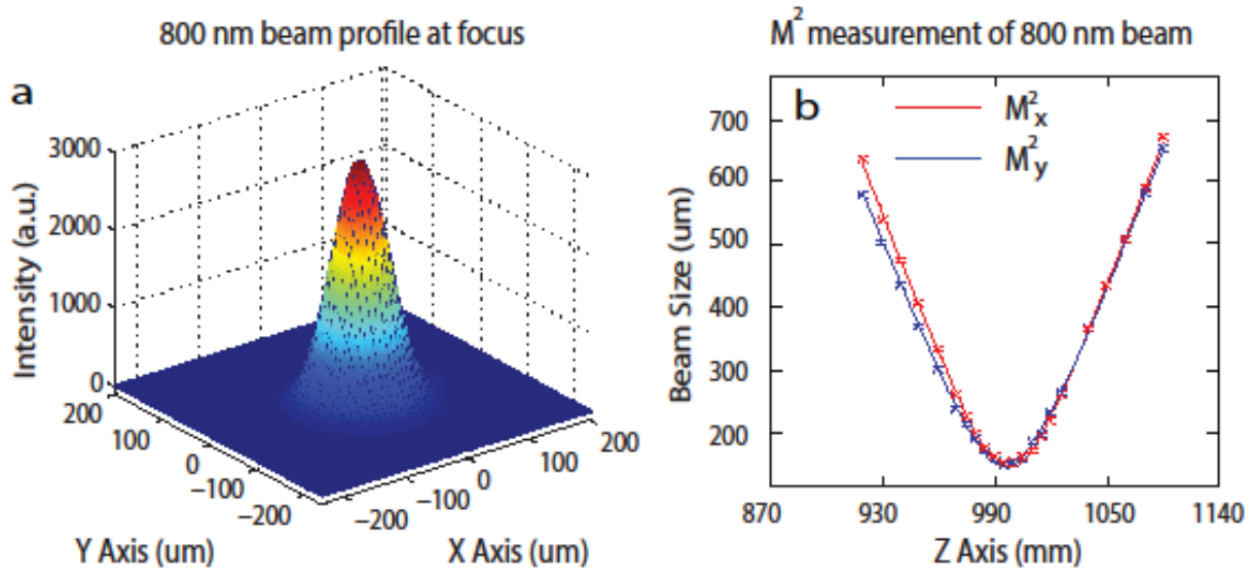 800 nm beam profile at focus
a
3000
2000
1000
0
Intensity (a.u.)
200
100
0
−100
−200
Y Axis (um)
−200
−100
0
100
200
X Axis (um)
M² measurement of 800 nm beam
b
M²x
M²y
700
600
500
400
300
200
Beam Size (um)
870 930 990 1050 1140
Z Axis (mm)